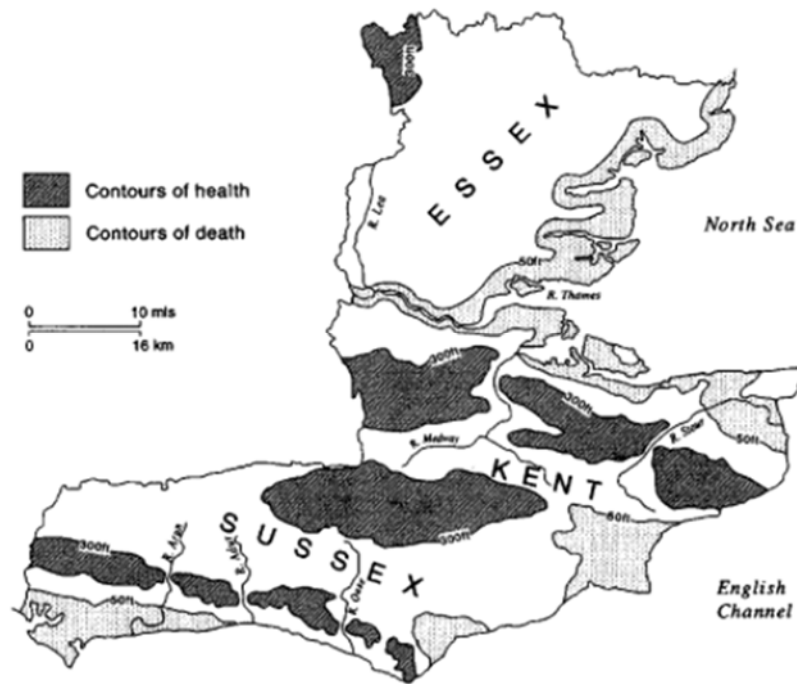 300ft
ESSEX
R. Lea
Contours of health
Contours of death
North Sea
50ft
R. Thames
0 10 mls
0 16 km
300ft
300ft
R. Medway
R. Stour
50ft
KENT
50ft
300ft
SUSSEX
300ft
R. Arun
R. Adur
R. Ouse
50ft
English
Channel